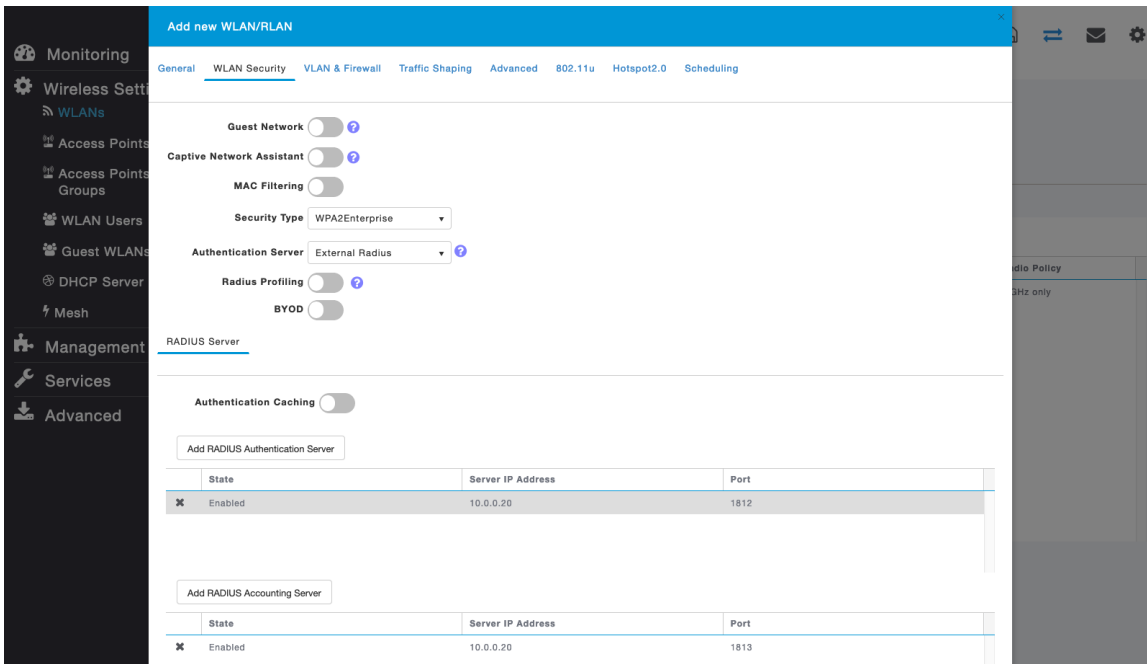 Add new WLAN/RLAN
×
General WLAN Security VLAN & Firewall Traffic Shaping Advanced 802.11u Hotspot2.0 Scheduling
Monitoring
Wireless Setti
WLANs
Access Points
Access Points
Groups
WLAN Users
Guest WLANs
DHCP Server
Mesh
Management
Services
Advanced
Guest Network ?
Captive Network Assistant ?
MAC Filtering
Security Type WPA2Enterprise
Authentication Server External Radius ?
Radius Profiling ?
BYOD
RADIUS Server
Authentication Caching
Add RADIUS Authentication Server
State Server IP Address Port
Enabled 10.0.0.20 1812
Add RADIUS Accounting Server
State Server IP Address Port
Enabled 10.0.0.20 1813
dio Policy
GHz only